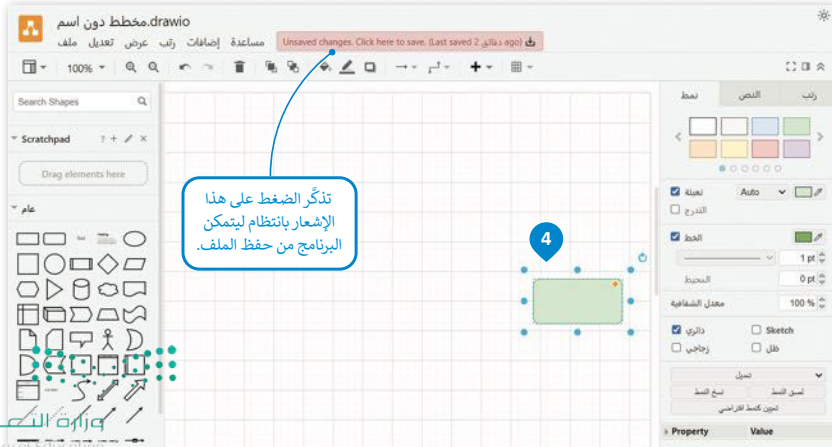 مخطط دون اسم.drawio
ملف تعديل عرض رتب إضافات مساعدة
Unsaved changes. Click here to save. (Last saved 2 دقائق ago)
100%
Search Shapes
Scratchpad
? + ×
Drag elements here
عام
تذكَّر الضغط على هذا
الإشعار بانتظام ليتمكن
البرنامج من حفظ الملف.
4
نمط النص رتب
تعبئة Auto
التدرج
الخط
1 pt
المحيط 0 pt
معدل الشفافية 100 %
دائري Sketch
زجاجي ظل
نسخ النمط لصق النمط
تعيين كنمط افتراضي
Property Value
وزارة التعـ
of Education